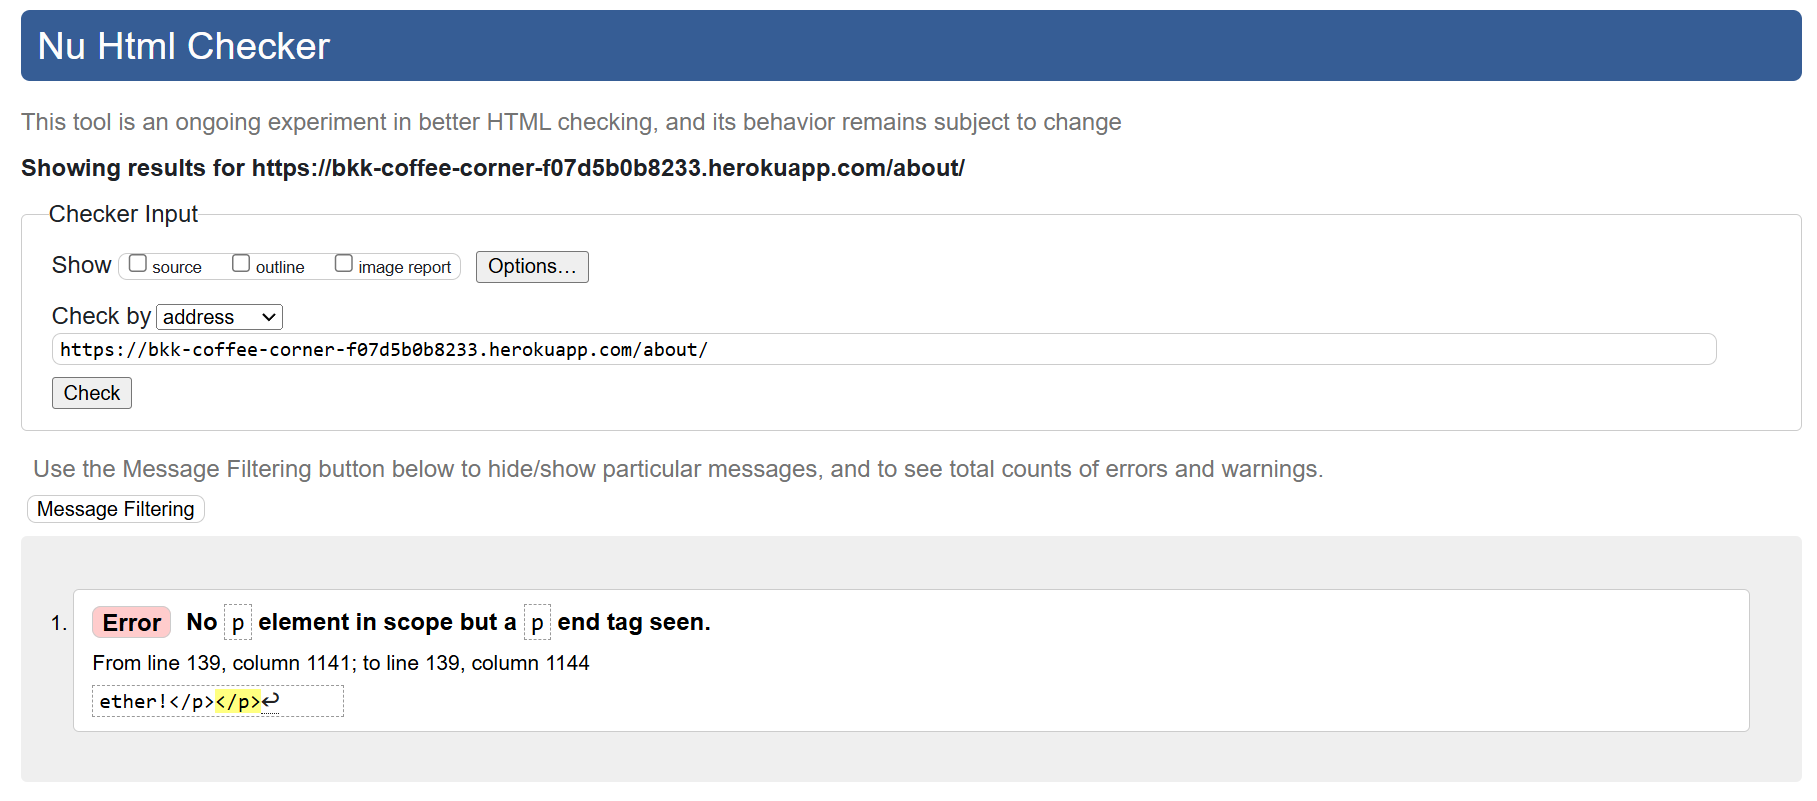 Nu Html Checker
This tool is an ongoing experiment in better HTML checking, and its behavior remains subject to change
Showing results for https://bkk-coffee-corner-f07d5b0b8233.herokuapp.com/about/
Checker Input
Show source outline image report Options...
Check by address
https://bkk-coffee-corner-f07d5b0b8233.herokuapp.com/about/
Check
Use the Message Filtering button below to hide/show particular messages, and to see total counts of errors and warnings.
Message Filtering
1. Error No p element in scope but a p end tag seen.
From line 139, column 1141; to line 139, column 1144
ether!</p></p>↩